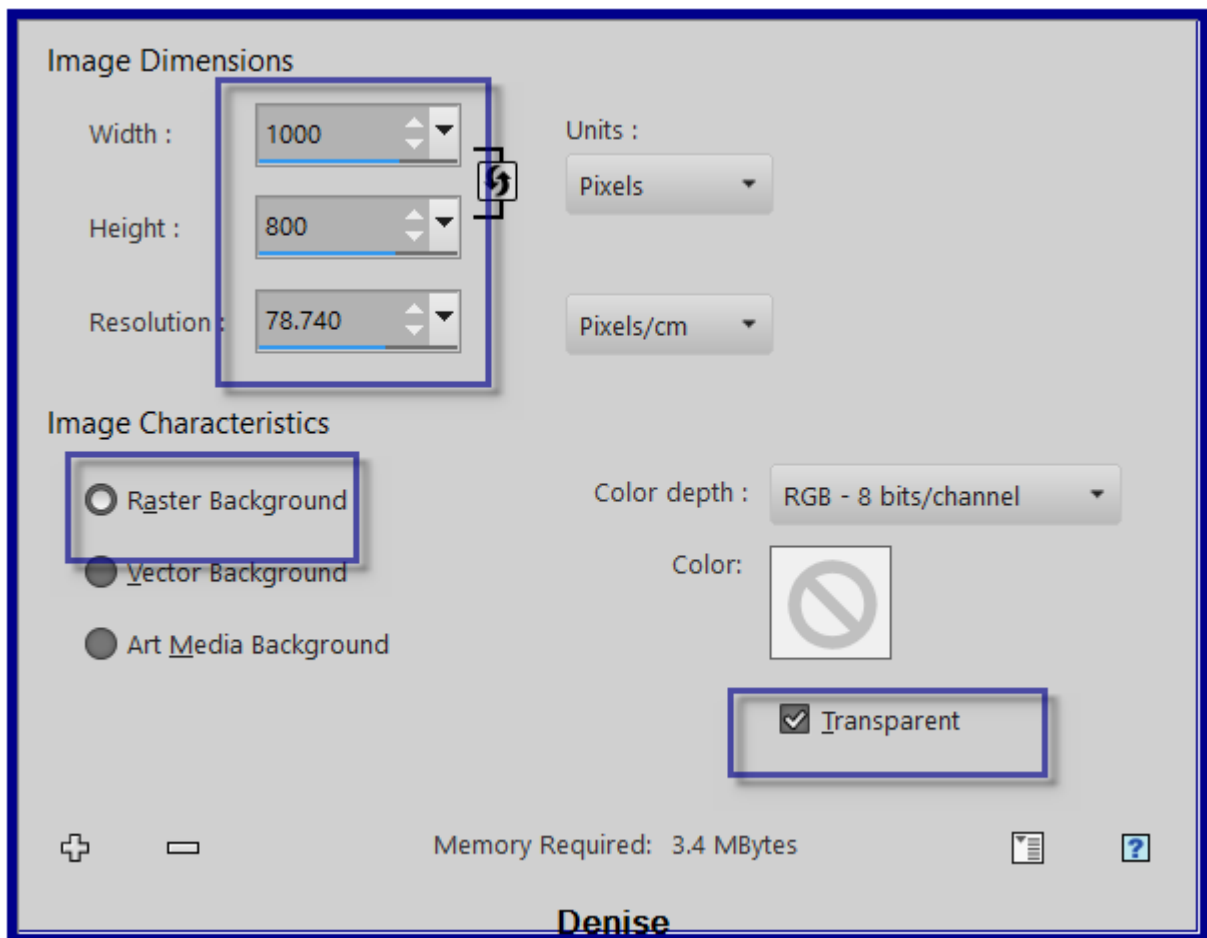 Image Dimensions
Width : 1000 Units :
Pixels
Height : 800
Resolution : 78.740 Pixels/cm
Image Characteristics
Raster Background Color depth : RGB - 8 bits/channel
Vector Background Color:
Art Media Background
Transparent
Memory Required: 3.4 MBytes
?
Denise